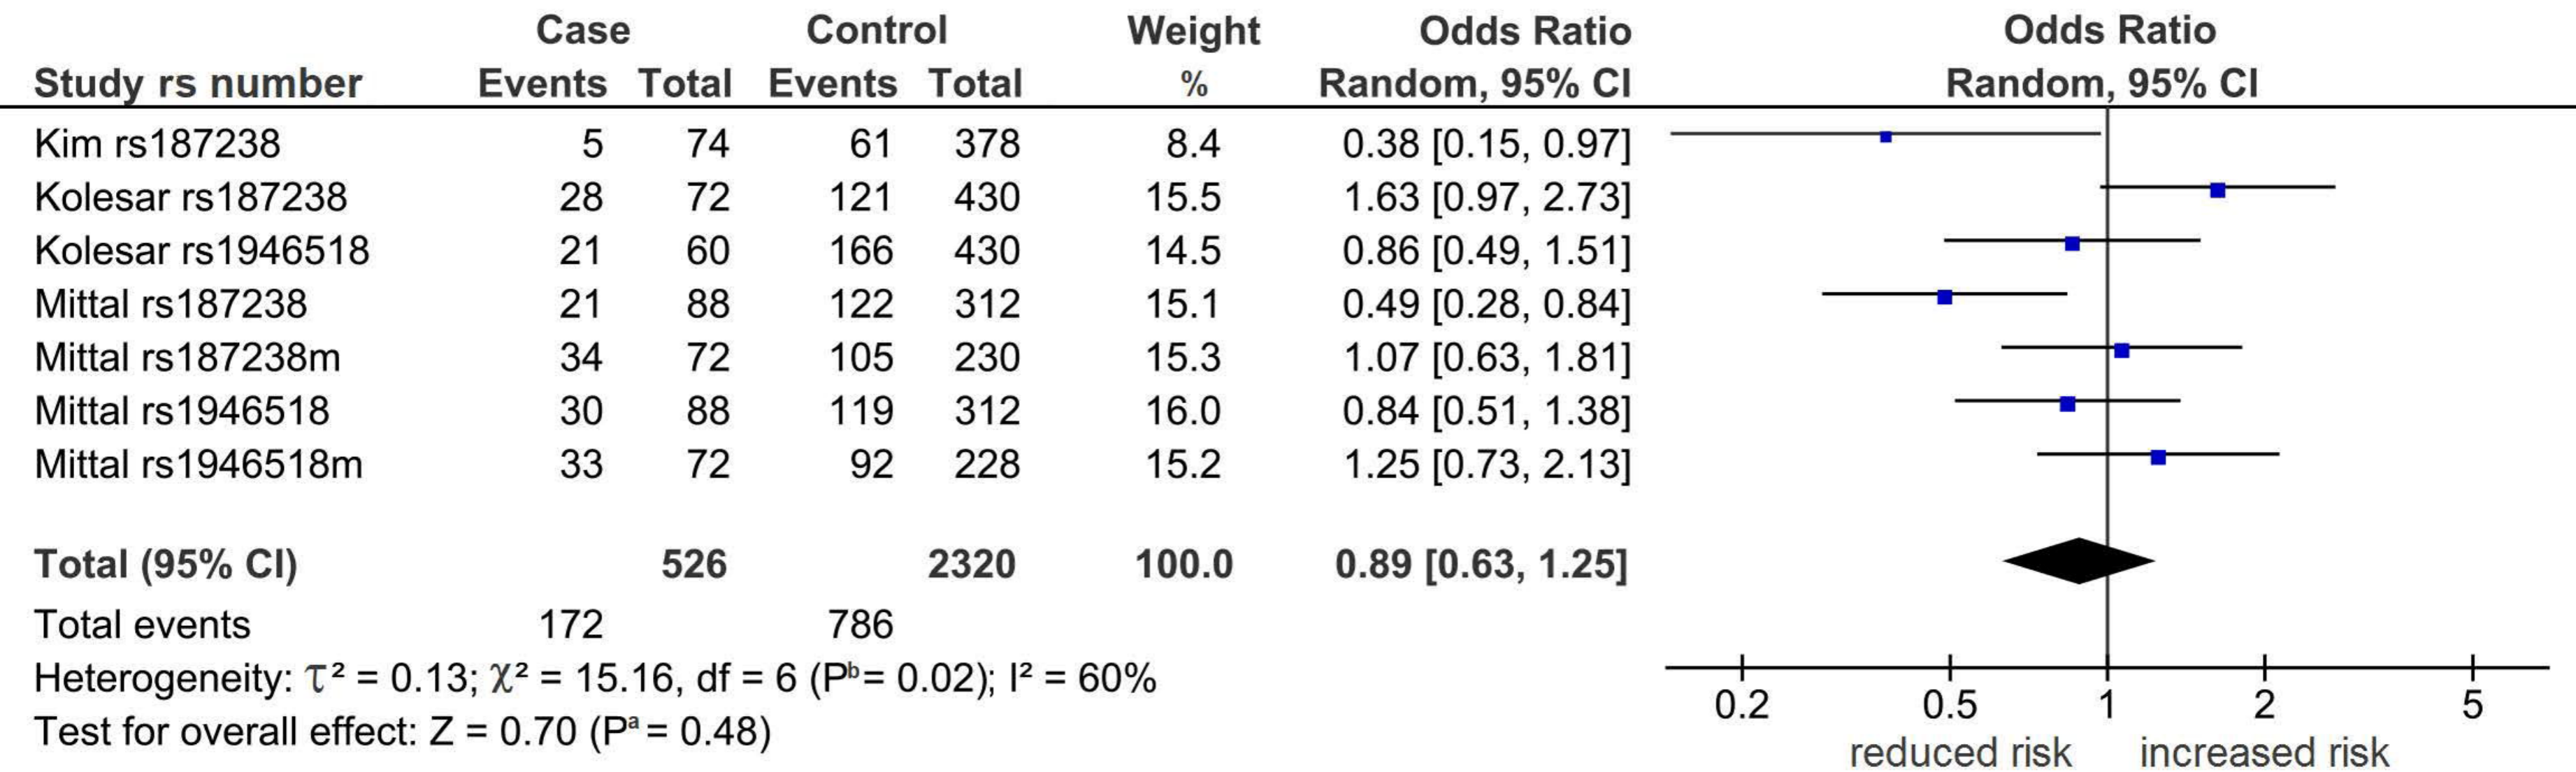 Case Control Weight Odds Ratio Odds Ratio
Study rs number Events Total Events Total % Random, 95% CI Random, 95% CI
Kim rs187238 5 74 61 378 8.4 0.38 [0.15, 0.97]
Kolesar rs187238 28 72 121 430 15.5 1.63 [0.97, 2.73]
Kolesar rs1946518 21 60 166 430 14.5 0.86 [0.49, 1.51]
Mittal rs187238 21 88 122 312 15.1 0.49 [0.28, 0.84]
Mittal rs187238m 34 72 105 230 15.3 1.07 [0.63, 1.81]
Mittal rs1946518 30 88 119 312 16.0 0.84 [0.51, 1.38]
Mittal rs1946518m 33 72 92 228 15.2 1.25 [0.73, 2.13]
Total (95% CI) 526 2320 100.0 0.89 [0.63, 1.25]
Total events 172 786
Heterogeneity: τ² = 0.13; χ² = 15.16, df = 6 (Pᵇ= 0.02); I² = 60%
Test for overall effect: Z = 0.70 (Pᵃ = 0.48)
0.2 0.5 1 2 5
reduced risk increased risk